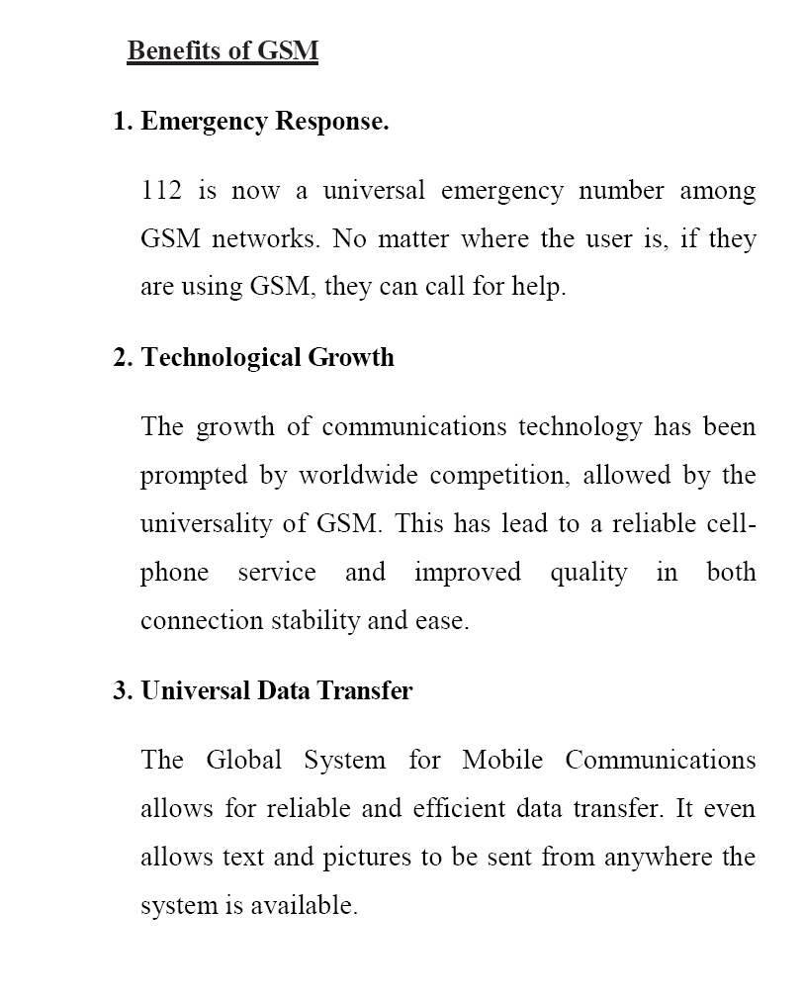 Benefits of GSM
1. Emergency Response.
112 is now a universal emergency number among
GSM networks. No matter where the user is, if they
are using GSM, they can call for help.
2. Technological Growth
The growth of communications technology has been
prompted by worldwide competition, allowed by the
universality of GSM. This has lead to a reliable cell-
phone service and improved quality in both
connection stability and ease.
3. Universal Data Transfer
The Global System for Mobile Communications
allows for reliable and efficient data transfer. It even
allows text and pictures to be sent from anywhere the
system is available.